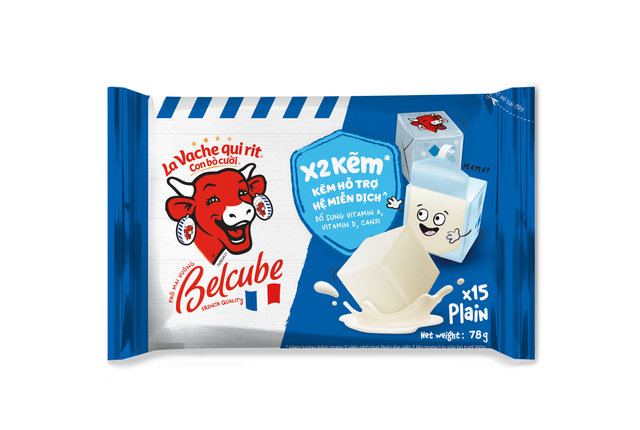 La Vache qui rit®
Con bò cười®
PHÔ MAI VUÔNG
Belcube
FRENCH QUALITY
X2 Kẽm*
KẼM HỖ TRỢ
HỆ MIỄN DỊCH^
BỔ SUNG VITAMIN A,
VITAMIN D, CANXI
MAMA!
x15
Plain
Net weight: 78g